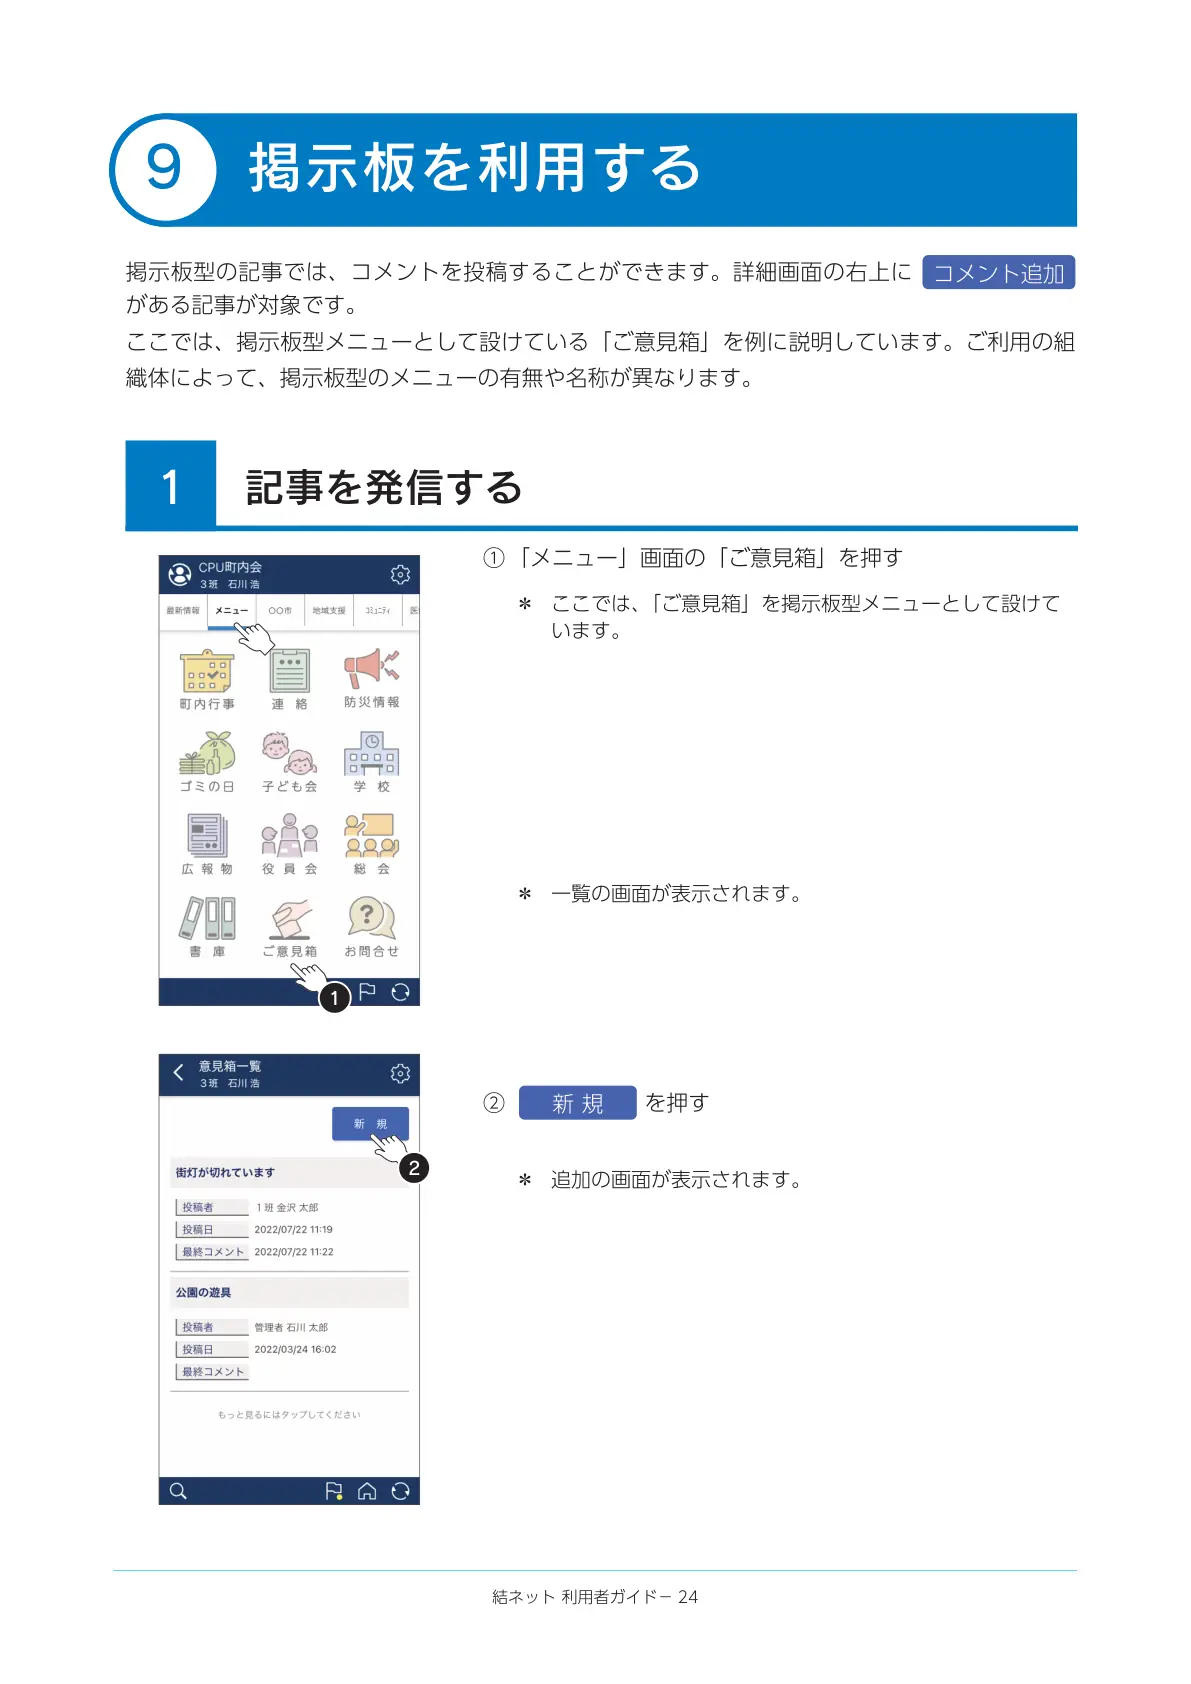 9 掲示板を利用する
掲示板型の記事では、コメントを投稿することができます。詳細画面の右上に コメント追加
がある記事が対象です。
ここでは、掲示板型メニューとして設けている「ご意見箱」を例に説明しています。ご利用の組
織体によって、掲示板型のメニューの有無や名称が異なります。
1 記事を発信する
CPU町内会
3班 石川 浩
最新情報 メニュー 〇〇市 地域支援 ｺﾐｭﾆﾃｨ 医
町内行事 連 絡 防災情報
ゴミの日 子ども会 学 校
広 報 物 役 員 会 総 会
書 庫 ご意見箱 お問合せ
1
① 「メニュー」画面の「ご意見箱」を押す
＊ ここでは、「ご意見箱」を掲示板型メニューとして設けて
います。
＊ 一覧の画面が表示されます。
意見箱一覧
3班 石川 浩
新 規
2
街灯が切れています
投稿者 1 班 金沢 太郎
投稿日 2022/07/22 11:19
最終コメント 2022/07/22 11:22
公園の遊具
投稿者 管理者 石川 太郎
投稿日 2022/03/24 16:02
最終コメント
もっと見るにはタップしてください
② 新 規 を押す
＊ 追加の画面が表示されます。
結ネット 利用者ガイド－ 24